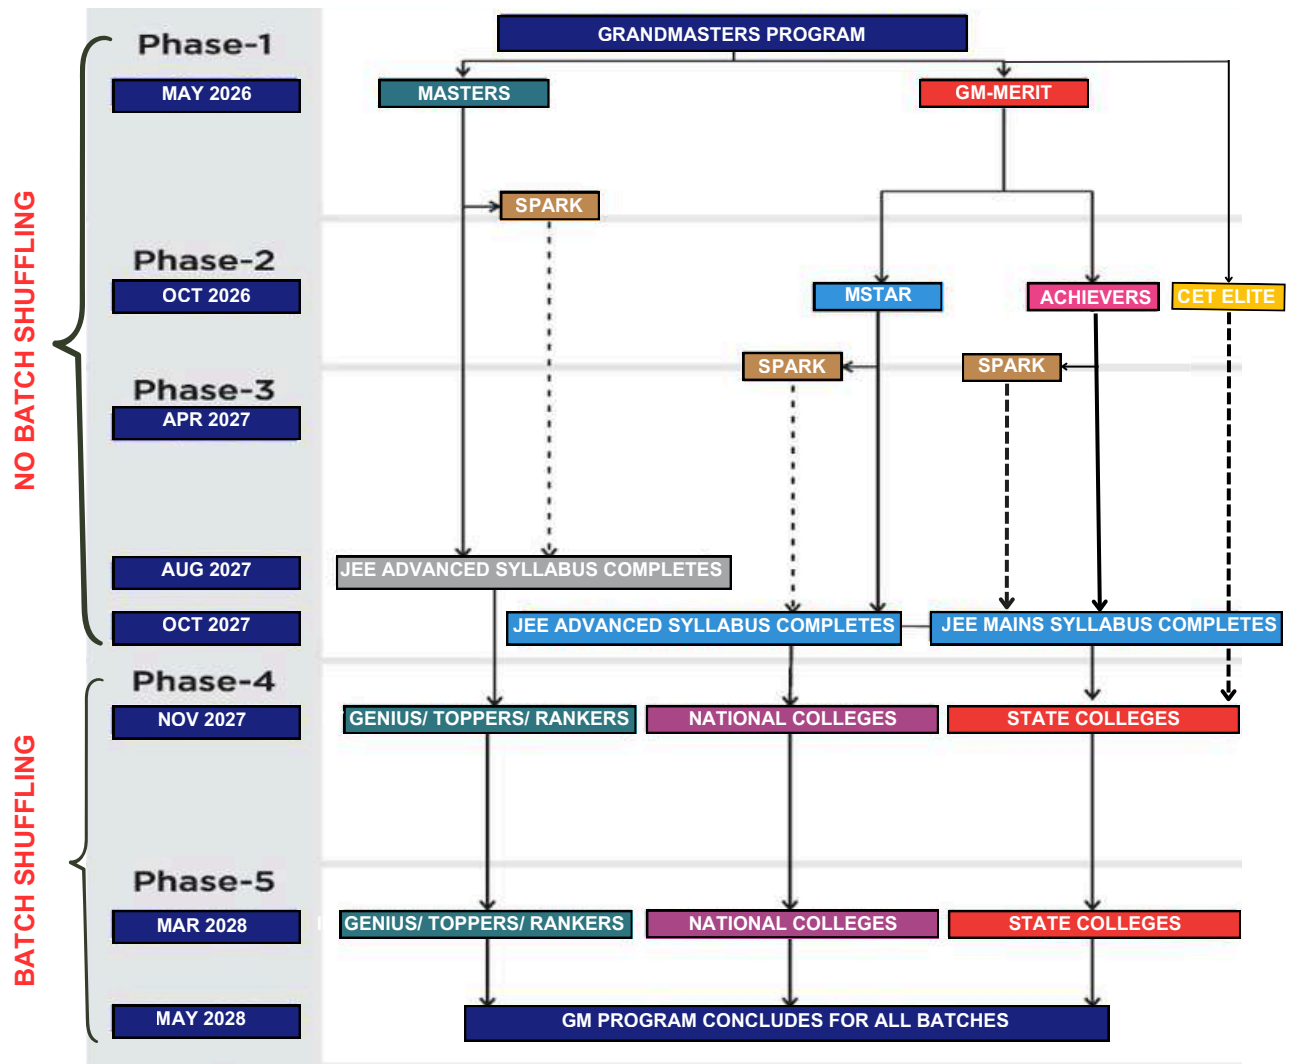 GRANDMASTERS PROGRAM
Phase-1
MAY 2026
MASTERS
GM-MERIT
SPARK
NO BATCH SHUFFLING
Phase-2
OCT 2026
MSTAR
ACHIEVERS
CET ELITE
SPARK
SPARK
Phase-3
APR 2027
AUG 2027
JEE ADVANCED SYLLABUS COMPLETES
OCT 2027
JEE ADVANCED SYLLABUS COMPLETES
JEE MAINS SYLLABUS COMPLETES
Phase-4
NOV 2027
GENIUS/ TOPPERS/ RANKERS
NATIONAL COLLEGES
STATE COLLEGES
BATCH SHUFFLING
Phase-5
MAR 2028
GENIUS/ TOPPERS/ RANKERS
NATIONAL COLLEGES
STATE COLLEGES
MAY 2028
GM PROGRAM CONCLUDES FOR ALL BATCHES